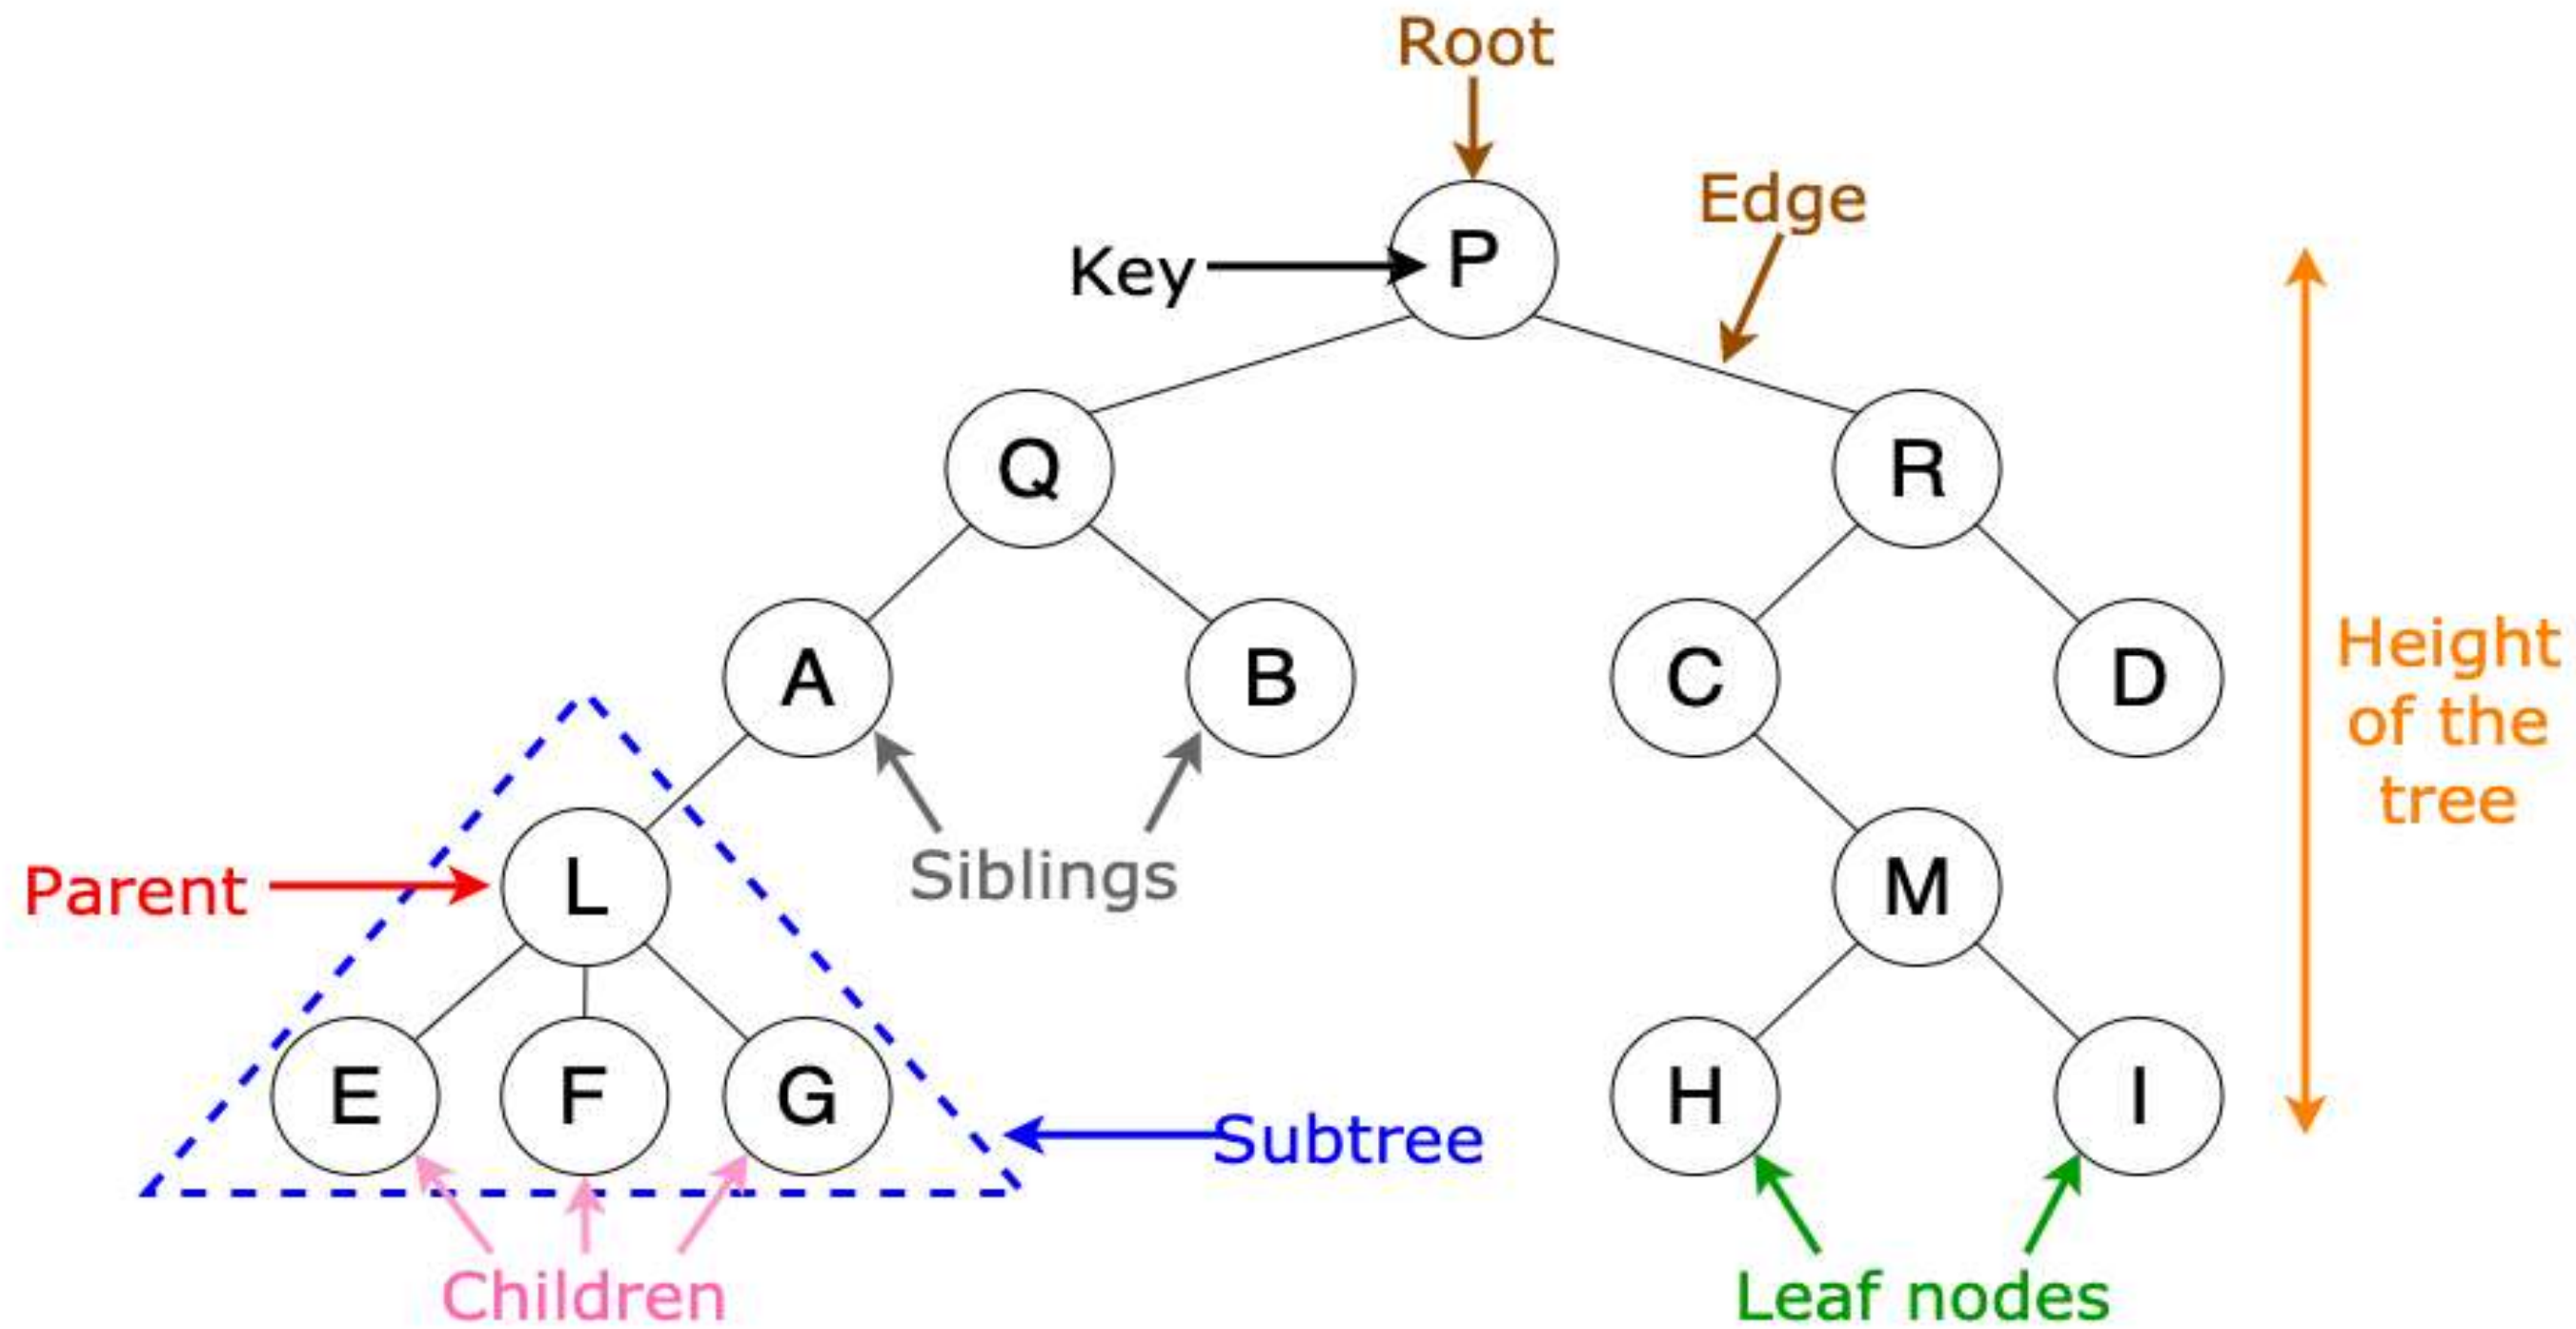 Root
Edge
Key
P
Q
R
A
B
C
D
Height
of the
tree
Parent
L
Siblings
M
E
F
G
H
I
Subtree
Children
Leaf nodes